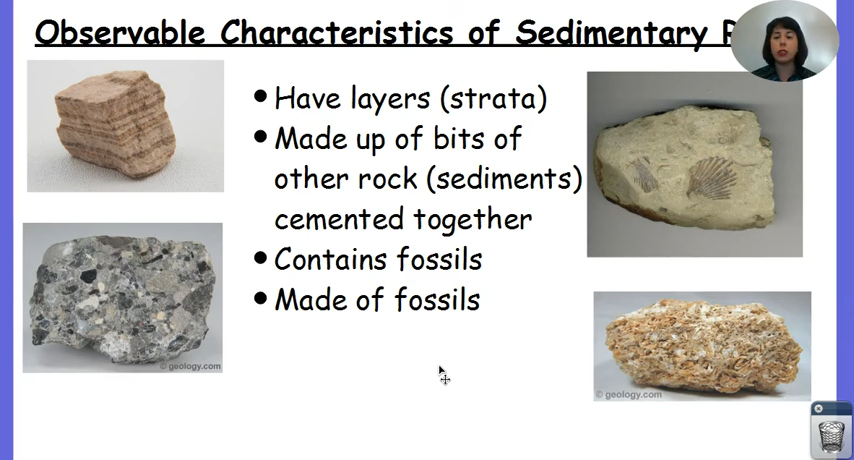 Observable Characteristics of Sedimentary
• Have layers (strata)
• Made up of bits of
other rock (sediments)
cemented together
• Contains fossils
• Made of fossils
© geology.com
© geology.com